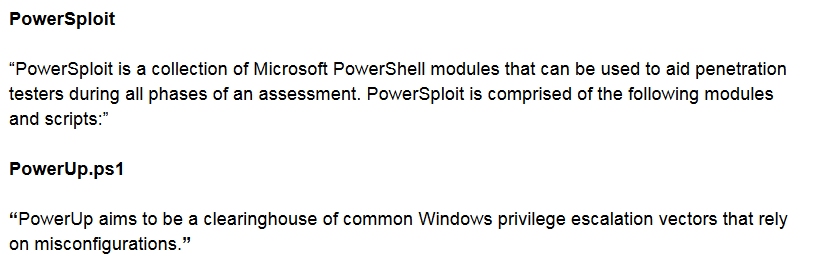 PowerSploit
“PowerSploit is a collection of Microsoft PowerShell modules that can be used to aid penetration
testers during all phases of an assessment. PowerSploit is comprised of the following modules
and scripts:”
PowerUp.ps1
“PowerUp aims to be a clearinghouse of common Windows privilege escalation vectors that rely
on misconfigurations.”